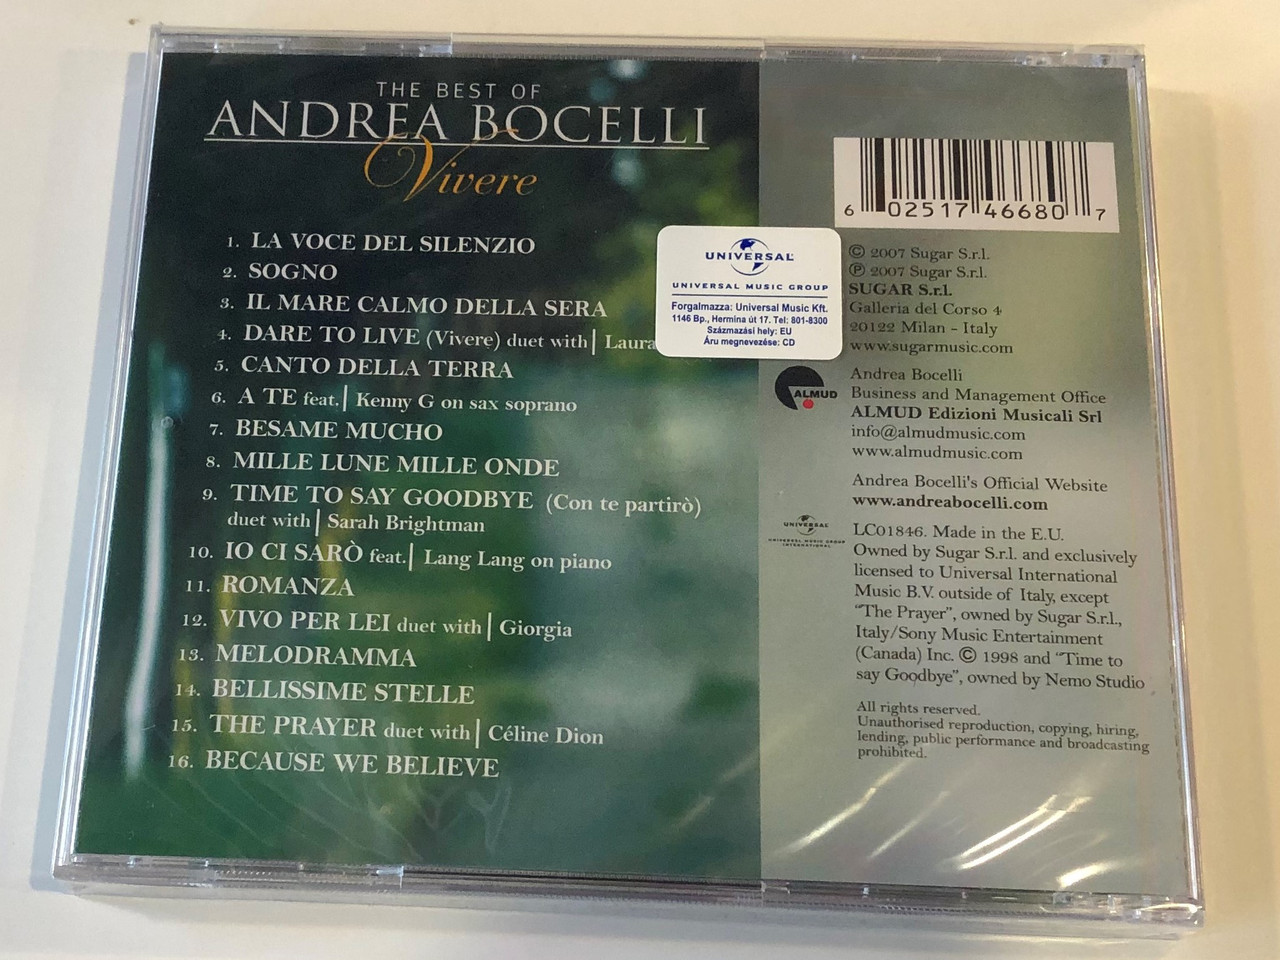 THE BEST OF
ANDREA BOCELLI
Vivere
1. LA VOCE DEL SILENZIO
2. SOGNO
3. IL MARE CALMO DELLA SERA
4. DARE TO LIVE (Vivere) duet with | Laura
5. CANTO DELLA TERRA
6. A TE feat. | Kenny G on sax soprano
7. BESAME MUCHO
8. MILLE LUNE MILLE ONDE
9. TIME TO SAY GOODBYE (Con te partirò)
duet with | Sarah Brightman
10. IO CI SARÒ feat. | Lang Lang on piano
11. ROMANZA
12. VIVO PER LEI duet with | Giorgia
13. MELODRAMMA
14. BELLISSIME STELLE
15. THE PRAYER duet with | Céline Dion
16. BECAUSE WE BELIEVE
UNIVERSAL
UNIVERSAL MUSIC GROUP
Forgalmazza: Universal Music Kft.
1146 Bp., Hermina út 17. Tel: 801-8300
Származási hely: EU
Áru megnevezése: CD
6 02517 46680 7
© 2007 Sugar S.r.l.
℗ 2007 Sugar S.r.l.
SUGAR S.r.l.
Galleria del Corso 4
20122 Milan - Italy
www.sugarmusic.com
ALMUD
Andrea Bocelli
Business and Management Office
ALMUD Edizioni Musicali Srl
info@almudmusic.com
www.almudmusic.com
Andrea Bocelli's Official Website
www.andreabocelli.com
UNIVERSAL
UNIVERSAL MUSIC GROUP
INTERNATIONAL
LC01846. Made in the E.U.
Owned by Sugar S.r.l. and exclusively
licensed to Universal International
Music B.V. outside of Italy, except
"The Prayer", owned by Sugar S.r.l.,
Italy/Sony Music Entertainment
(Canada) Inc. © 1998 and "Time to
say Goodbye", owned by Nemo Studio
All rights reserved.
Unauthorised reproduction, copying, hiring,
lending, public performance and broadcasting
prohibited.